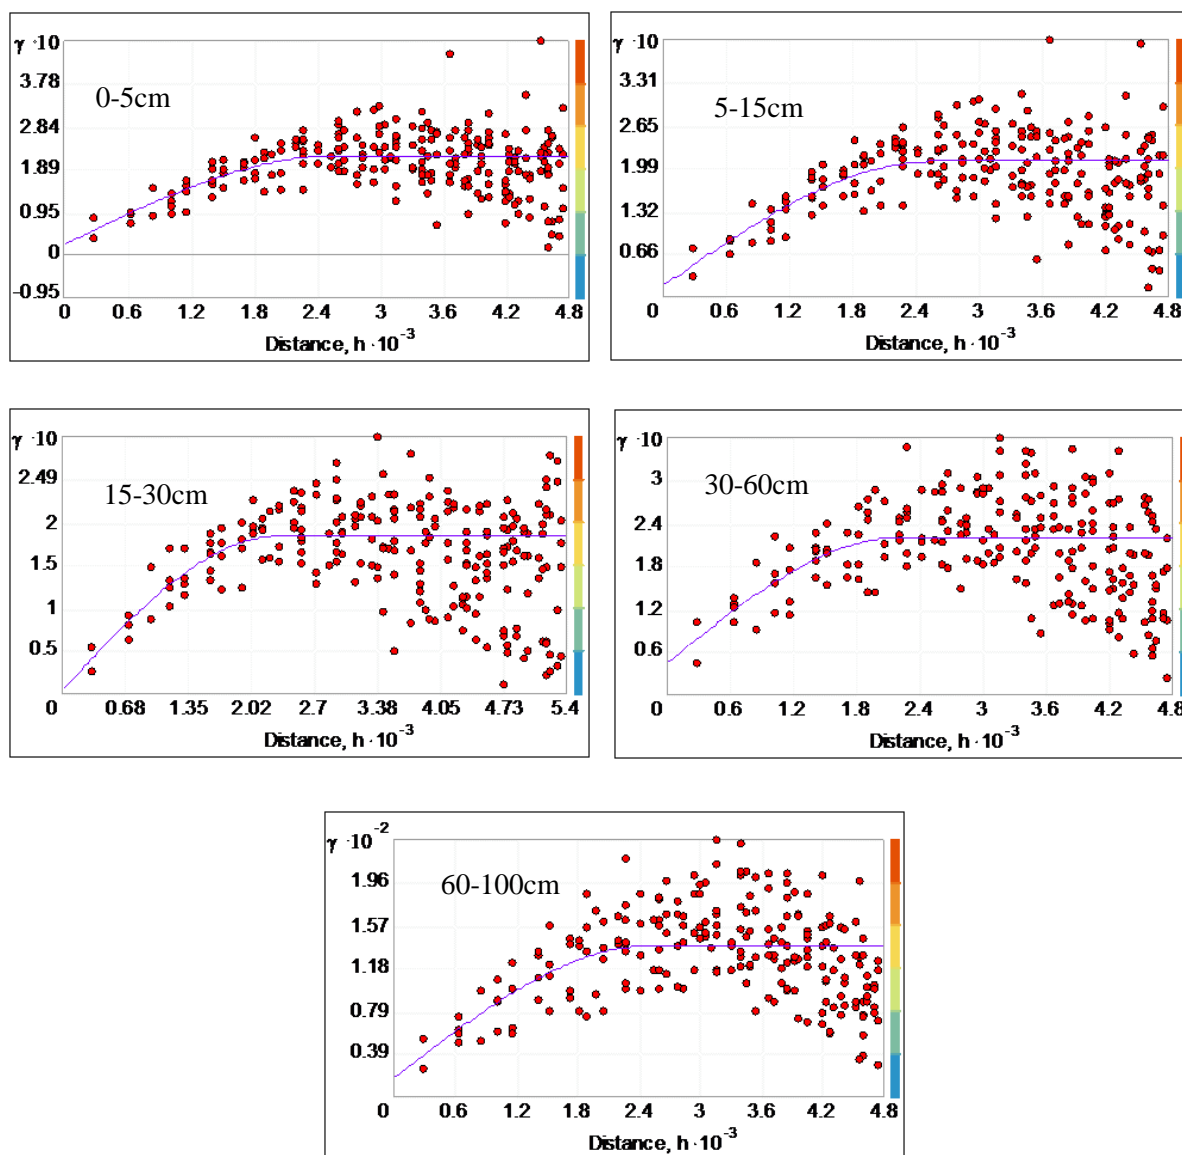 γ ·10
3.78
2.84
1.89
0.95
0
-0.95
0-5cm
0 0.6 1.2 1.8 2.4 3 3.6 4.2 4.8
Distance, h · 10⁻³
γ ·10
3.31
2.65
1.99
1.32
0.66
5-15cm
0 0.6 1.2 1.8 2.4 3 3.6 4.2 4.8
Distance, h · 10⁻³
γ ·10
2.49
2
1.5
1
0.5
15-30cm
0 0.68 1.35 2.02 2.7 3.38 4.05 4.73 5.4
Distance, h · 10⁻³
γ ·10
3
2.4
1.8
1.2
0.6
30-60cm
0 0.6 1.2 1.8 2.4 3 3.6 4.2 4.8
Distance, h · 10⁻³
γ ·10⁻²
1.96
1.57
1.18
0.79
0.39
60-100cm
0 0.6 1.2 1.8 2.4 3 3.6 4.2 4.8
Distance, h · 10⁻³